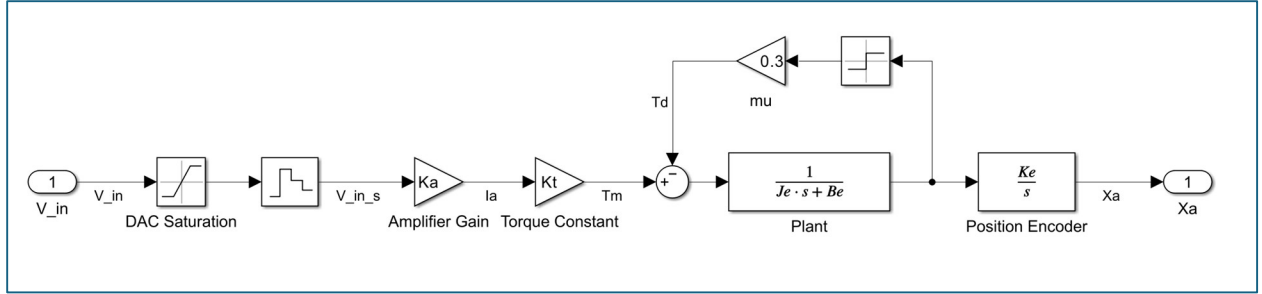 0.3
mu
Td
1
V_in
V_in
DAC Saturation
V_in_s
Ka
Amplifier Gain
Ia
Kt
Torque Constant
Tm
+
−
1
Je · s + Be
Plant
Ke
s
Position Encoder
Xa
1
Xa